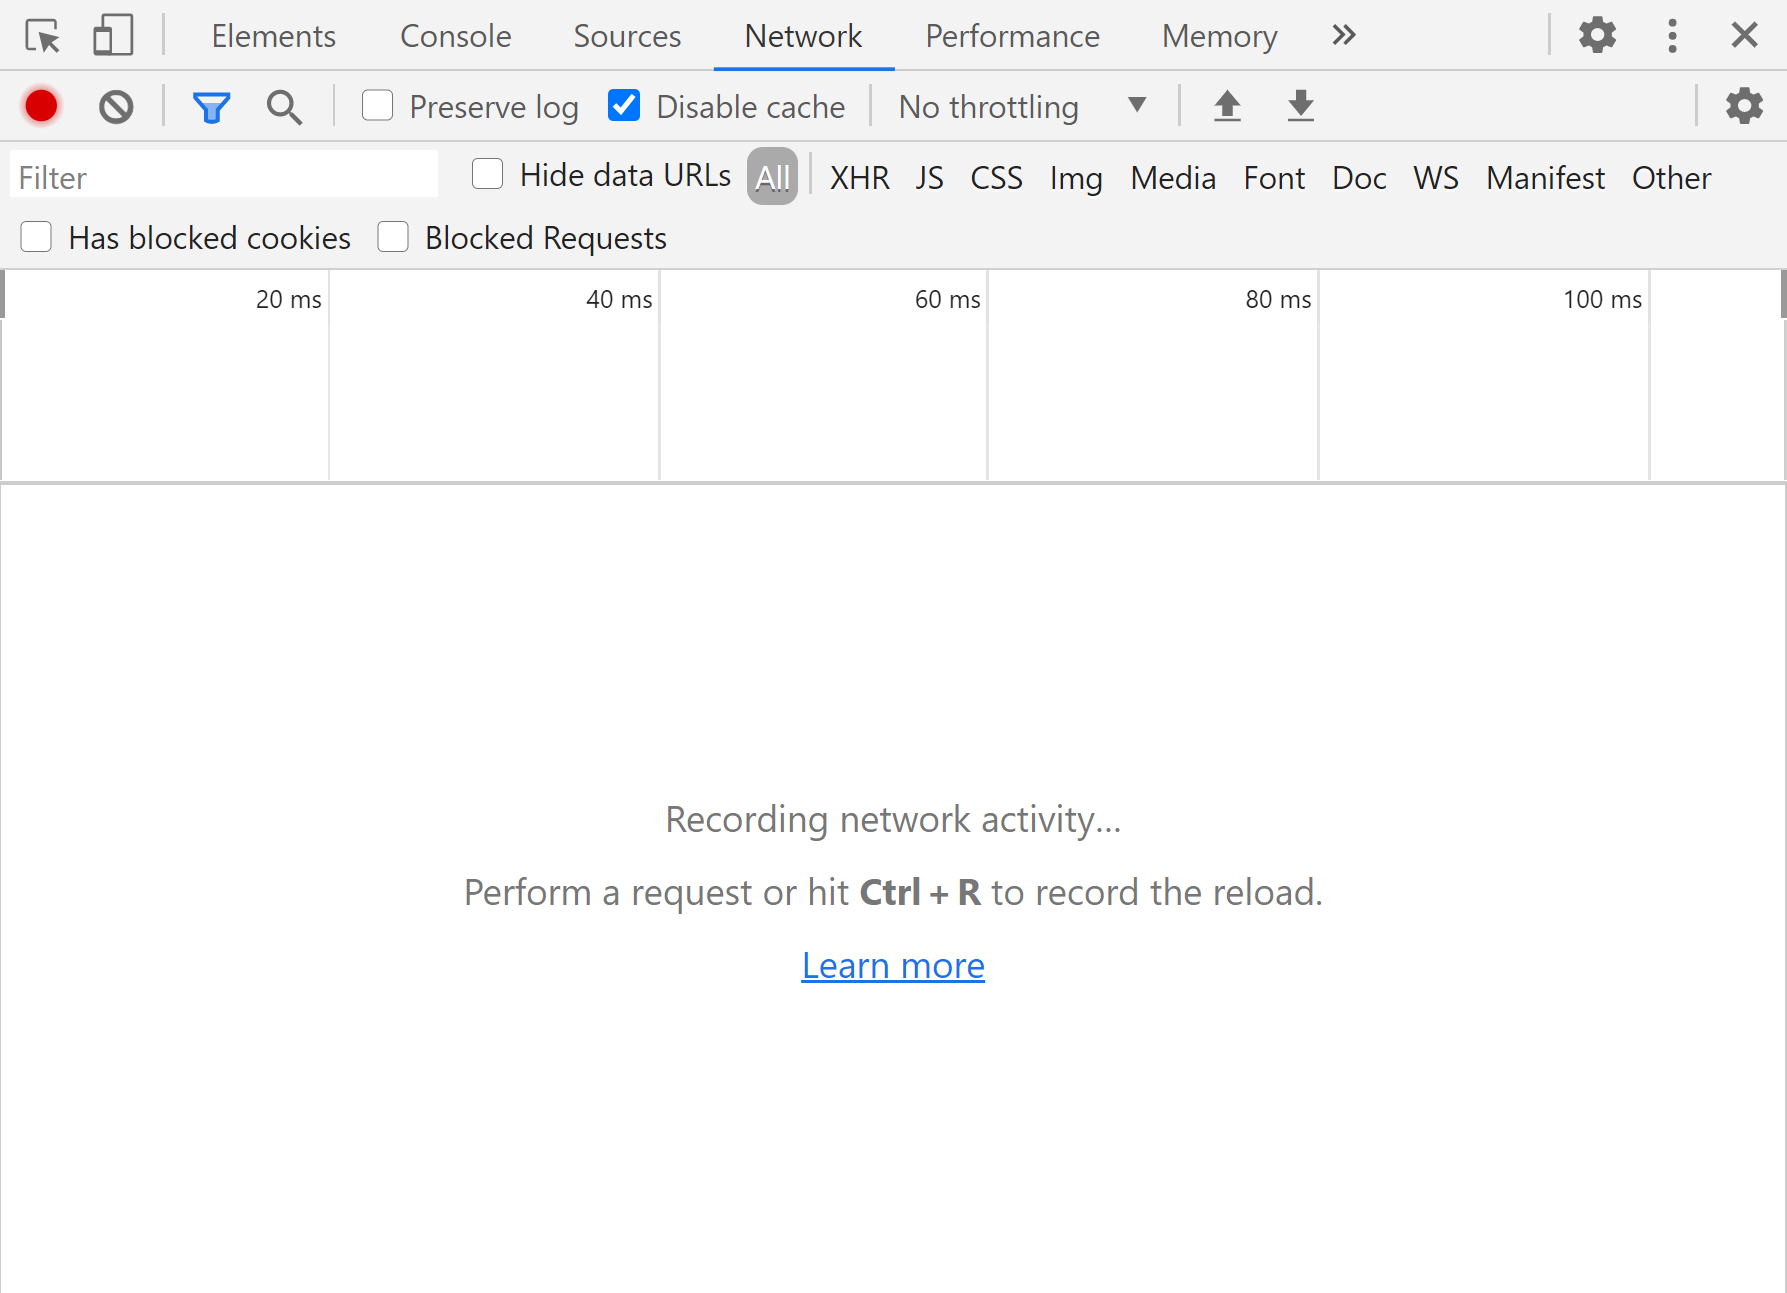 Elements Console Sources Network Performance Memory
Preserve log Disable cache No throttling
Filter Hide data URLs All XHR JS CSS Img Media Font Doc WS Manifest Other
Has blocked cookies Blocked Requests
20 ms 40 ms 60 ms 80 ms 100 ms
Recording network activity...
Perform a request or hit Ctrl + R to record the reload.
Learn more